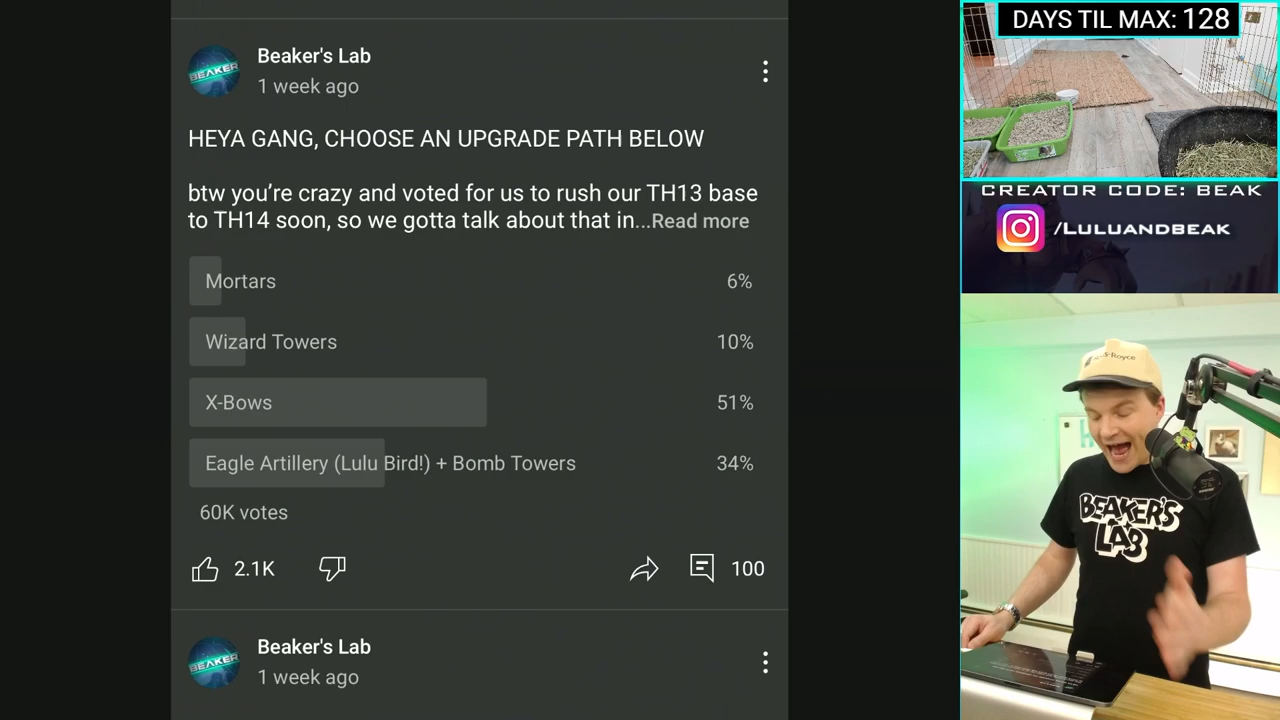 Beaker's Lab
1 week ago
HEYA GANG, CHOOSE AN UPGRADE PATH BELOW
btw you’re crazy and voted for us to rush our TH13 base
to TH14 soon, so we gotta talk about that in...Read more
Mortars 6%
Wizard Towers 10%
X-Bows 51%
Eagle Artillery (Lulu Bird!) + Bomb Towers 34%
60K votes
2.1K 100
Beaker's Lab
1 week ago
BEAKER
BEAKER
DAYS TIL MAX: 128
CREATOR CODE: BEAK
/LULUANDBEAK
BEAKER'S
LAB